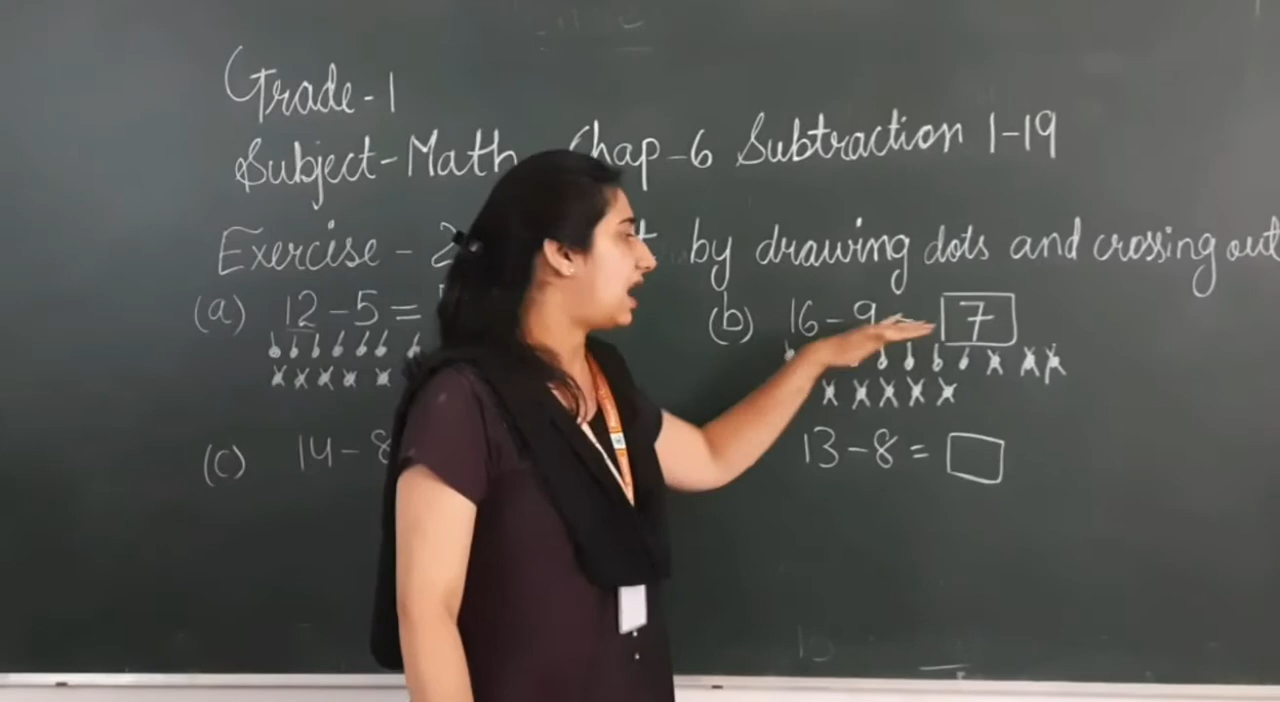 Grade-1
Subject-Math Chap-6 Subtraction 1-19
Exercise - 2 by drawing dots and crossing out
(a) 12-5= (b) 16-9 = 7
(c) 14-8 13-8=